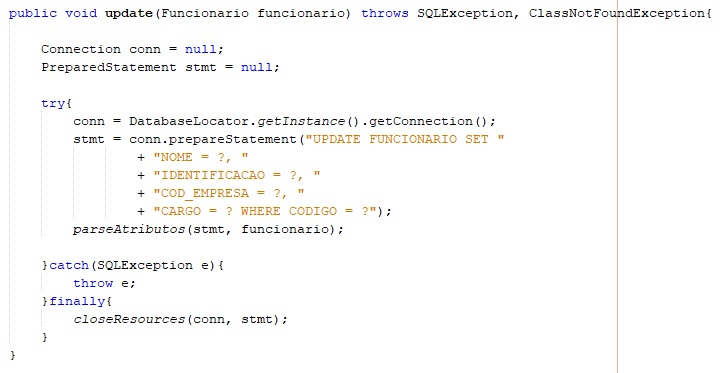 public void update(Funcionario funcionario) throws SQLException, ClassNotFoundException{
Connection conn = null;
PreparedStatement stmt = null;
try{
conn = DatabaseLocator.getInstance().getConnection();
stmt = conn.prepareStatement("UPDATE FUNCIONARIO SET "
+ "NOME = ?, "
+ "IDENTIFICACAO = ?, "
+ "COD_EMPRESA = ?, "
+ "CARGO = ? WHERE CODIGO = ?");
parseAtributos(stmt, funcionario);
}catch(SQLException e){
throw e;
}finally{
closeResources(conn, stmt);
}
}